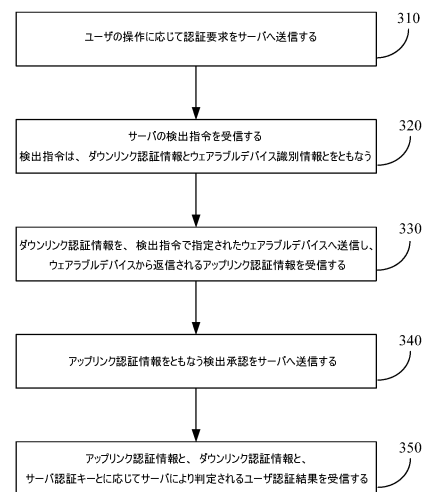 ユーザの操作に応じて認証要求をサーバへ送信する
310
サーバの検出指令を受信する
検出指令は、ダウンリンク認証情報とウェアラブルデバイス識別情報とをともなう
320
ダウンリンク認証情報を、検出指令で指定されたウェアラブルデバイスへ送信し、
ウェアラブルデバイスから返信されるアップリンク認証情報を受信する
330
アップリンク認証情報をともなう検出承認をサーバへ送信する
340
アップリンク認証情報と、ダウンリンク認証情報と、
サーバ認証キーとに応じてサーバにより判定されるユーザ認証結果を受信する
350